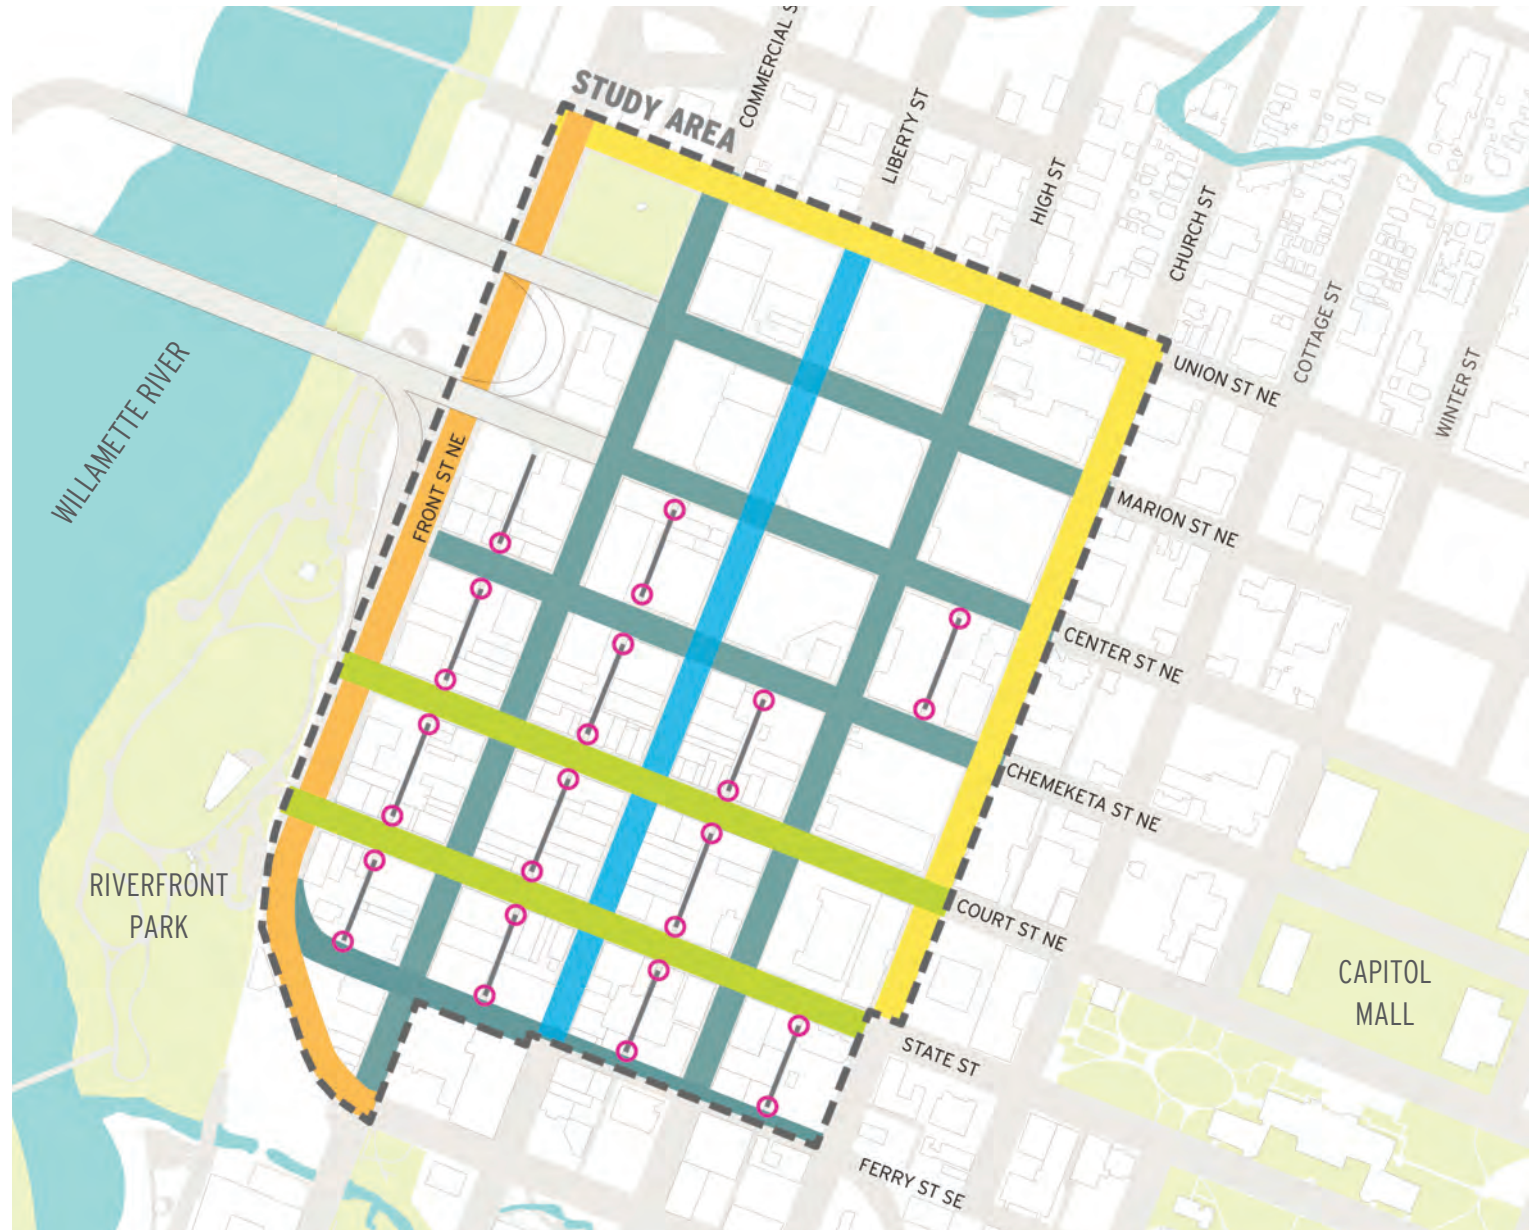 COMMERCIAL S
STUDY AREA
LIBERTY ST
HIGH ST
CHURCH ST
COTTAGE ST
WINTER ST
UNION ST NE
WILLAMETTE RIVER
FRONT ST NE
MARION ST NE
CENTER ST NE
CHEMEKETA ST NE
RIVERFRONT
PARK
COURT ST NE
CAPITOL
MALL
STATE ST
FERRY ST SE